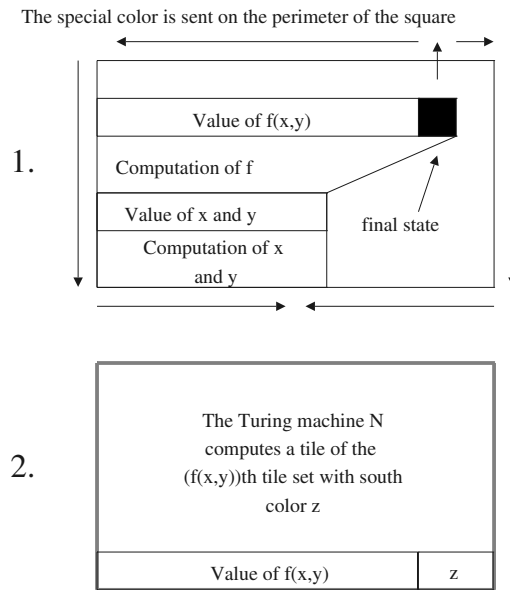 The special color is sent on the perimeter of the square
1.
Value of f(x,y)
Computation of f
Value of x and y
final state
Computation of x
and y
2.
The Turing machine N
computes a tile of the
(f(x,y))th tile set with south
color z
Value of f(x,y)
z